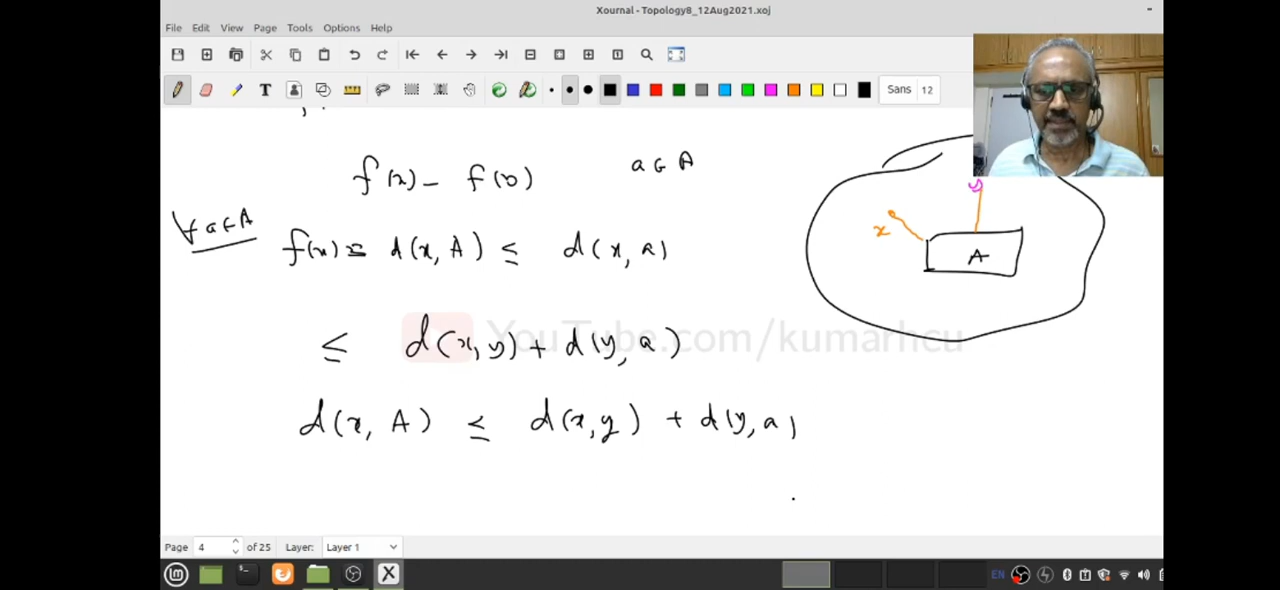 Xournal - Topology8_12Aug2021.xoj
File Edit View Page Tools Options Help
Sans 12
f(x) - f(y) a ∈ A
∀ a ∈ A
f(x) = d(x, A) ≤ d(x, a)
y
x
A
≤ d(x, y) + d(y, a)
YouTube.com/kumarhcu
d(x, A) ≤ d(x, y) + d(y, a)
Page 4 of 25 Layer: Layer 1
EN